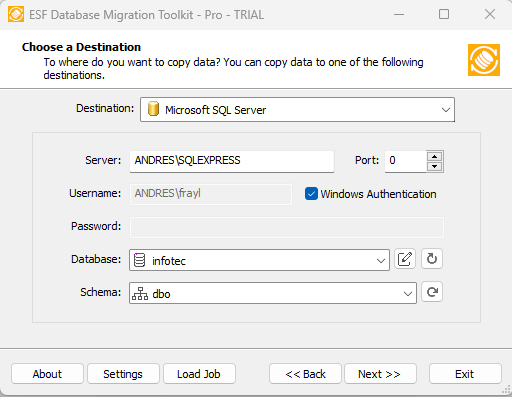 ESF Database Migration Toolkit - Pro - TRIAL
Choose a Destination
To where do you want to copy data? You can copy data to one of the following
destinations.
Destination: Microsoft SQL Server
Server: ANDRES\SQLEXPRESS Port: 0
Username: ANDRES\frayl Windows Authentication
Password:
Database: infotec
Schema: dbo
About Settings Load Job << Back Next >> Exit